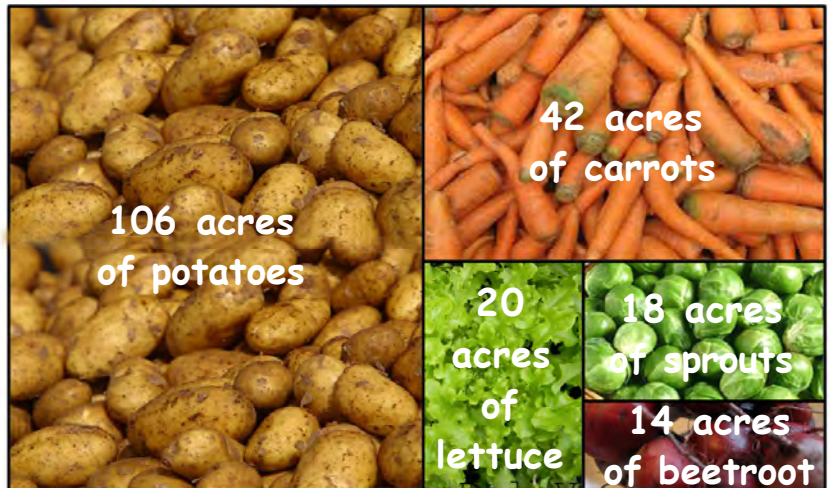 106 acres
of potatoes
42 acres
of carrots
20
acres
of
lettuce
18 acres
of sprouts
14 acres
of beetroot